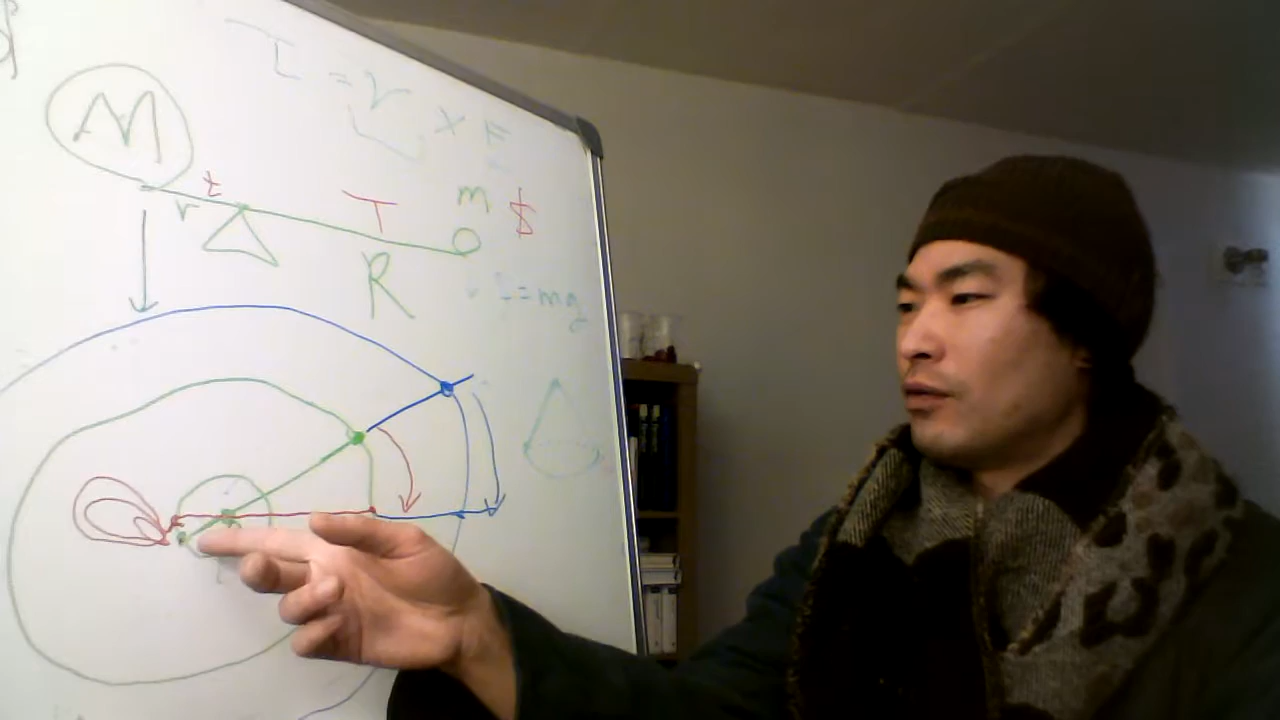 τ = r × F
M
t
r
T
m $
R
= mg